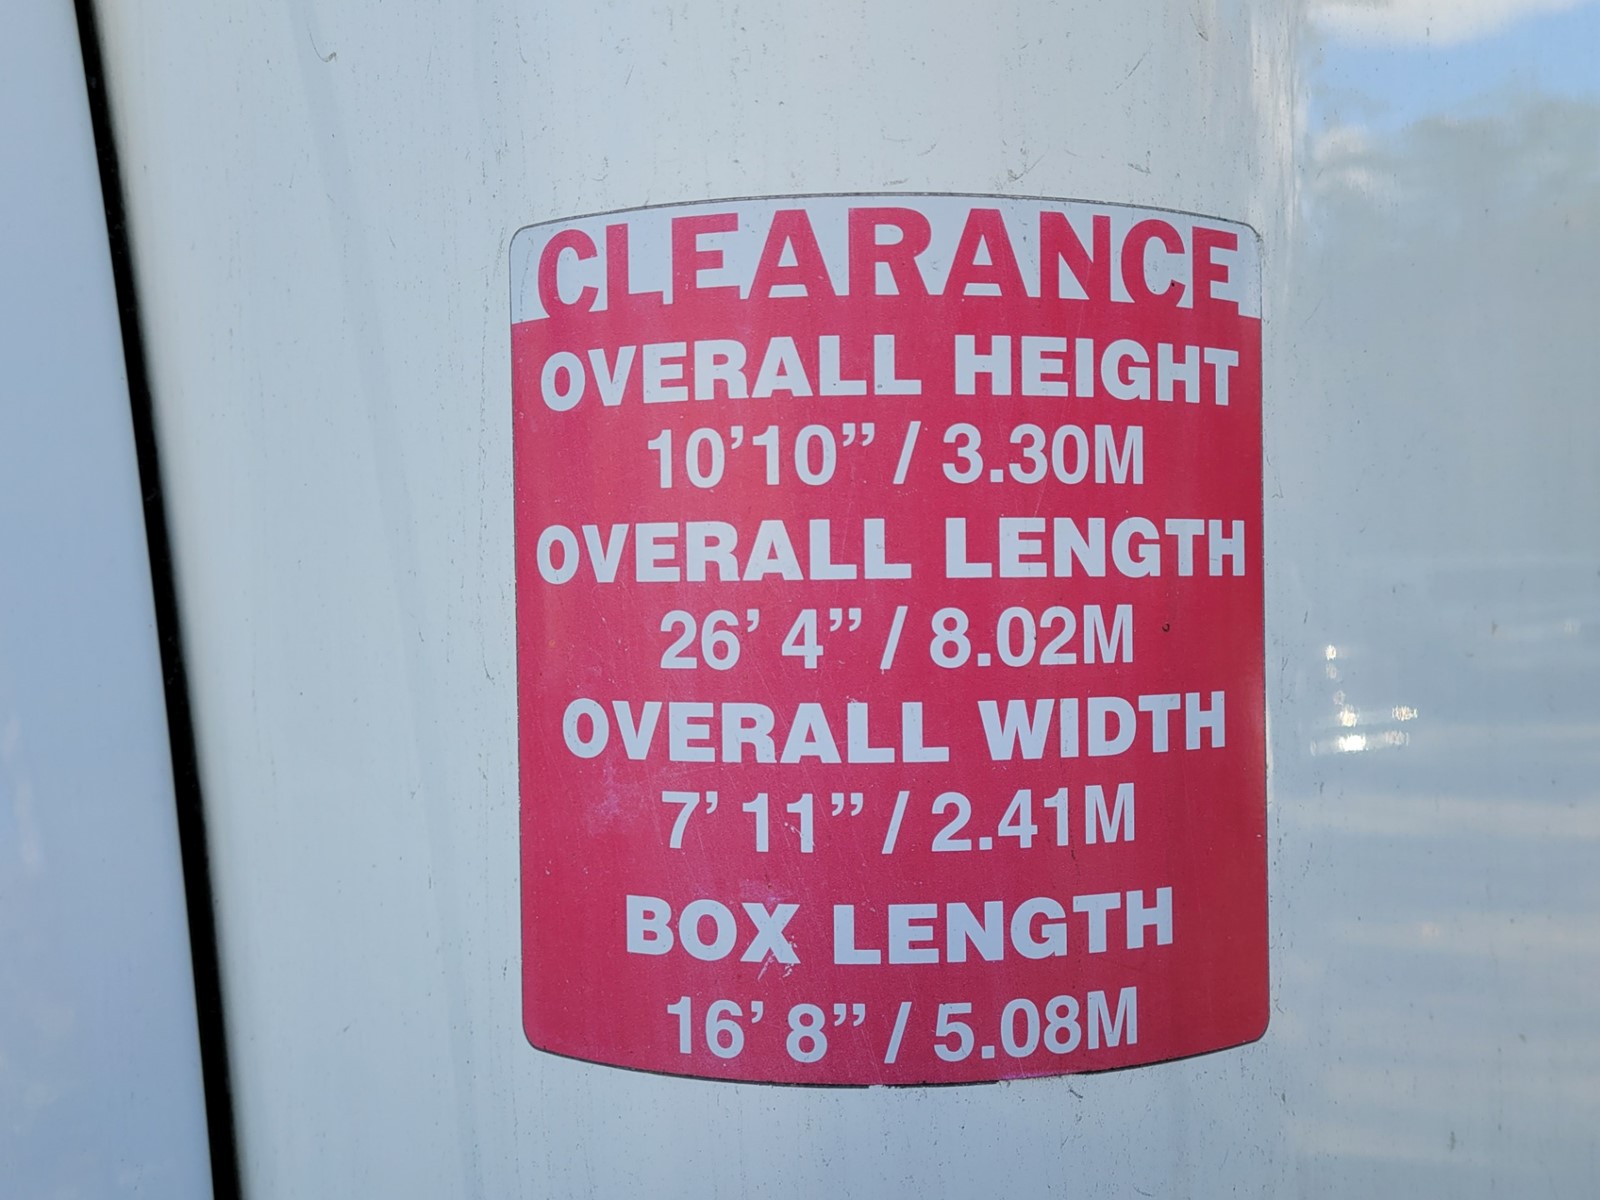 CLEARANCE
OVERALL HEIGHT
10’10” / 3.30M
OVERALL LENGTH
26’ 4” / 8.02M
OVERALL WIDTH
7’ 11” / 2.41M
BOX LENGTH
16’ 8” / 5.08M